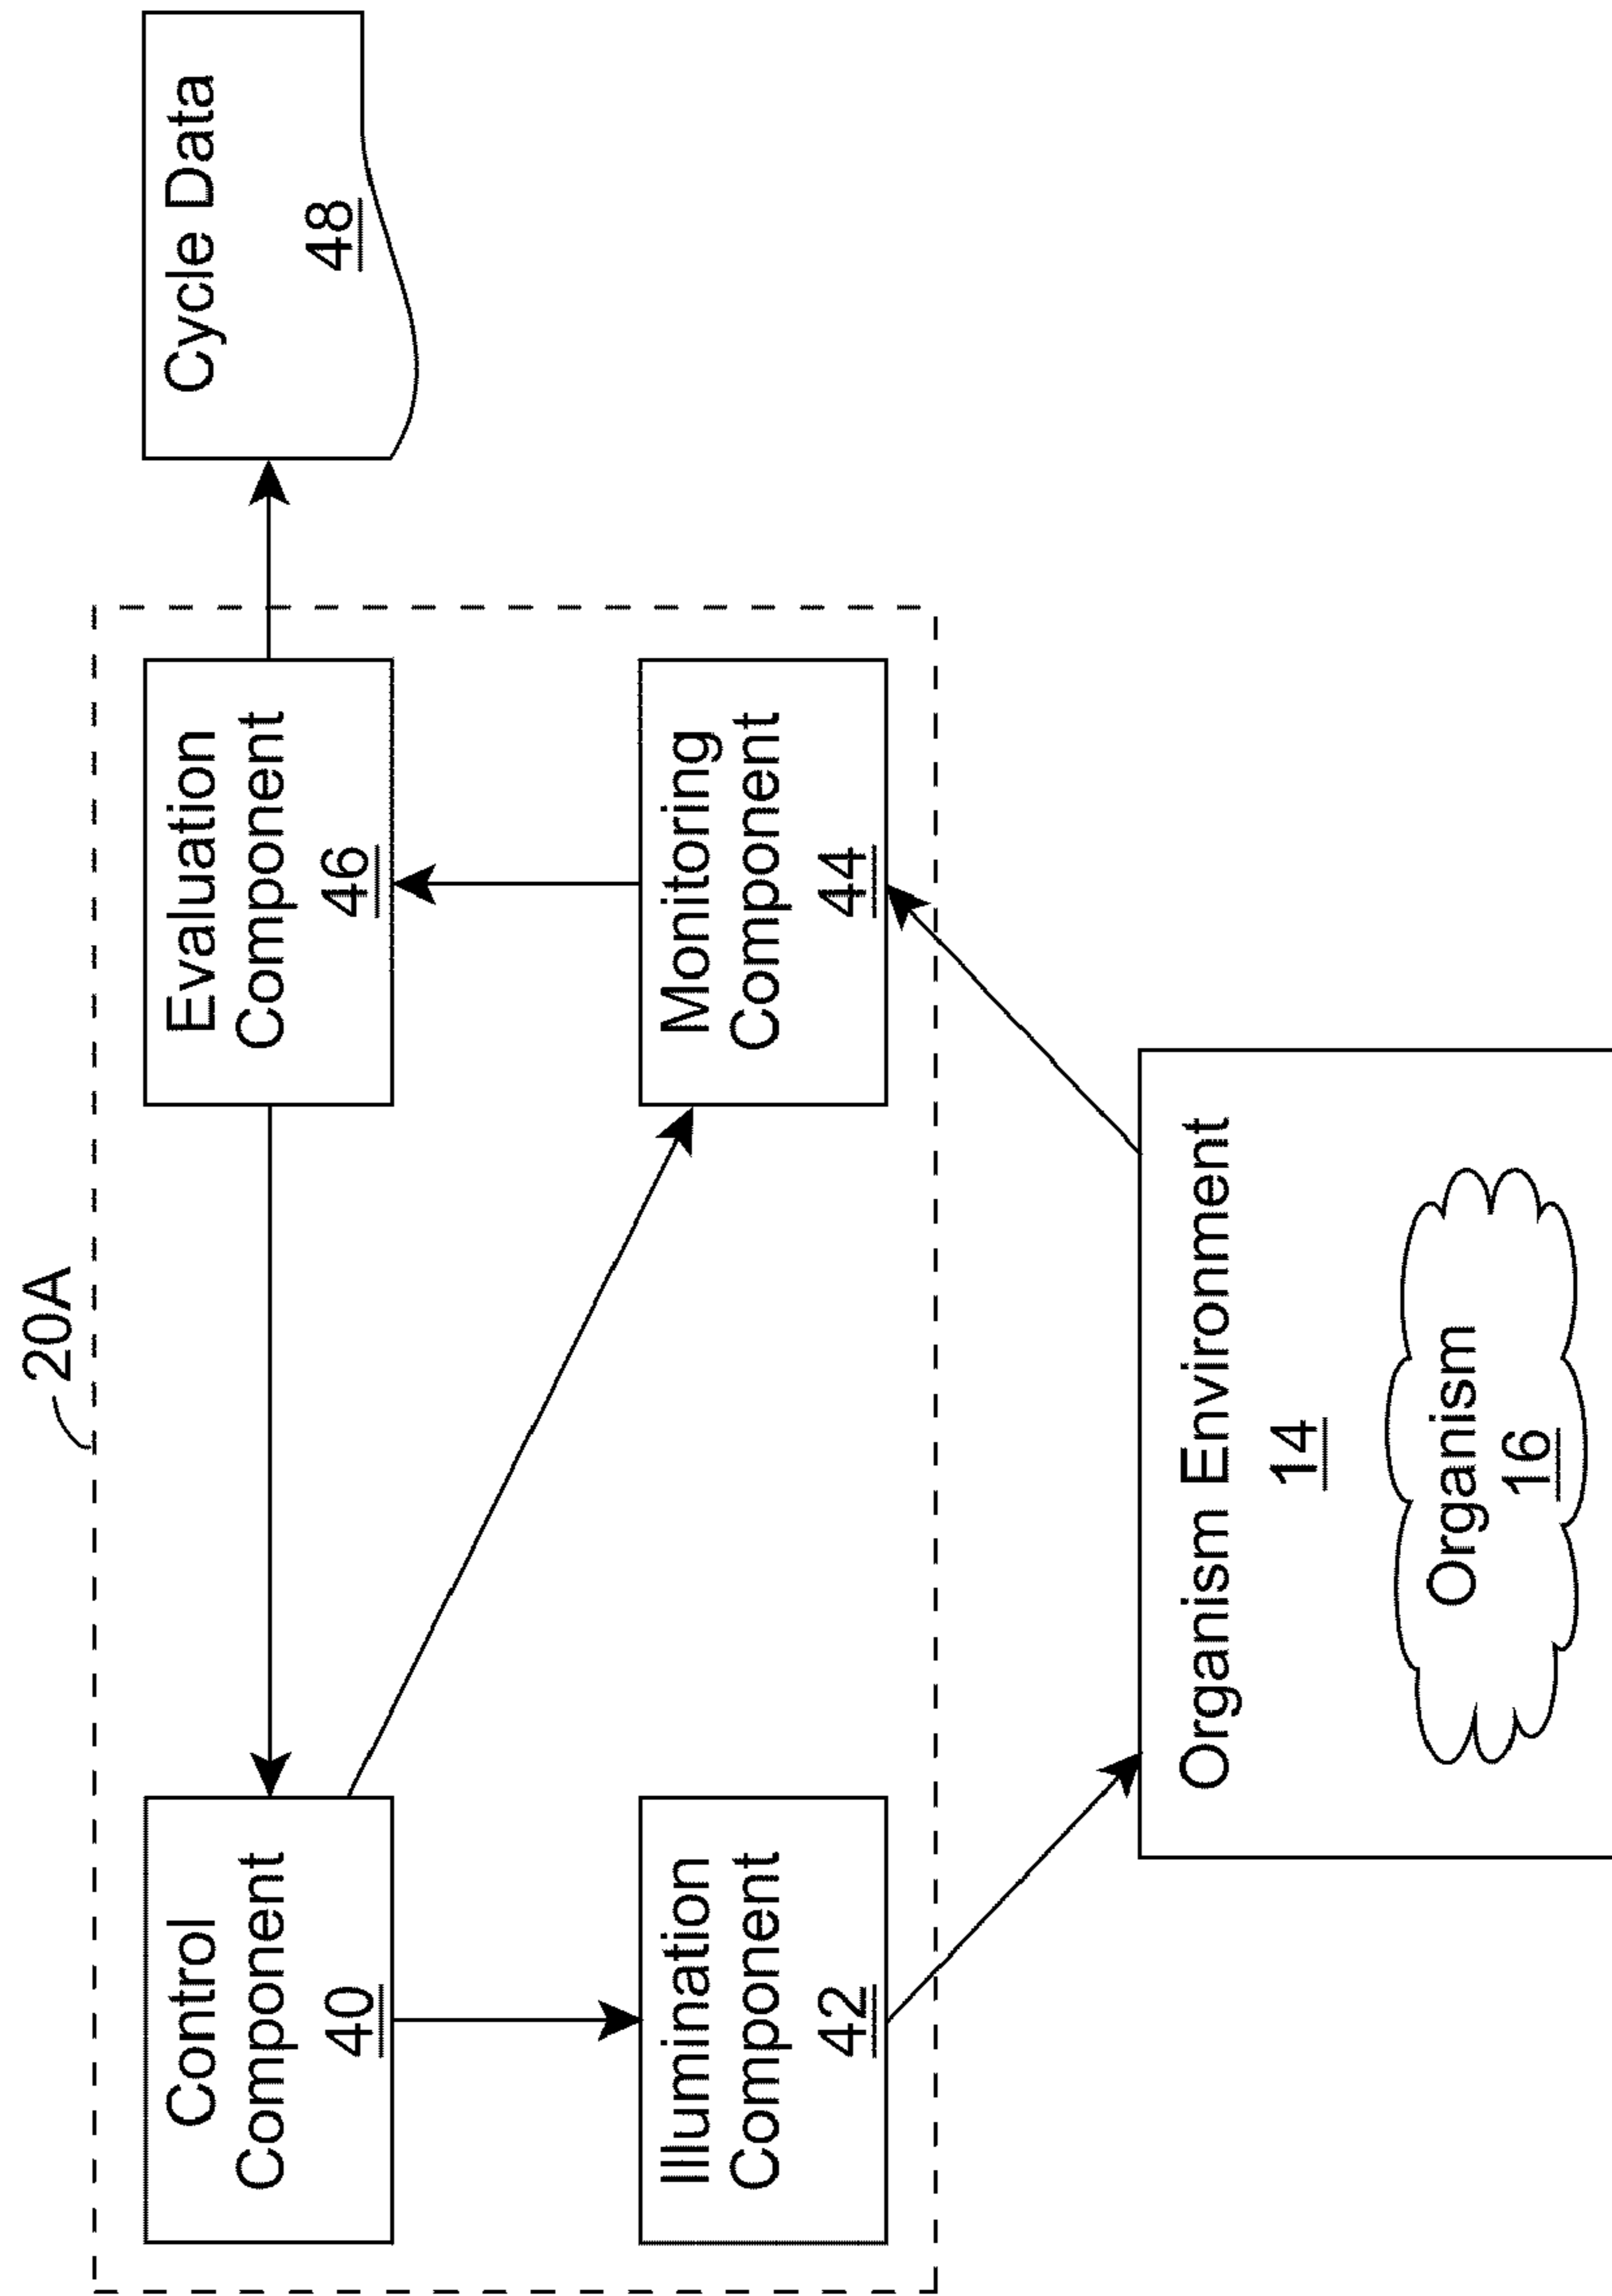 20A
Control
Component
40
Evaluation
Component
46
Cycle Data
48
Illumination
Component
42
Monitoring
Component
44
Organism Environment
14
Organism
16